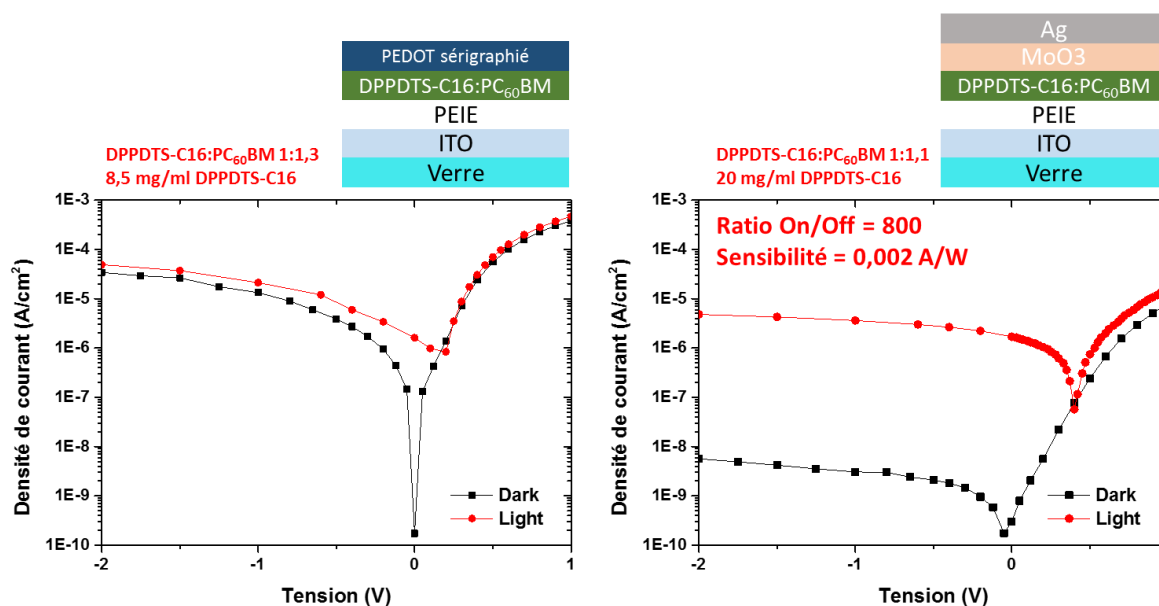 PEDOT sérigraphié
DPPDTS-C16:PC60BM
PEIE
ITO
Verre
DPPDTS-C16:PC60BM 1:1,3
8,5 mg/ml DPPDTS-C16
1E-3
1E-4
1E-5
1E-6
1E-7
1E-8
1E-9
1E-10
Densité de courant (A/cm²)
Dark
Light
-2
-1
0
1
Tension (V)
Ag
MoO3
DPPDTS-C16:PC60BM
PEIE
ITO
Verre
DPPDTS-C16:PC60BM 1:1,1
20 mg/ml DPPDTS-C16
Ratio On/Off = 800
Sensibilité = 0,002 A/W
1E-3
1E-4
1E-5
1E-6
1E-7
1E-8
1E-9
1E-10
Densité de courant (A/cm²)
Dark
Light
-2
-1
0
Tension (V)